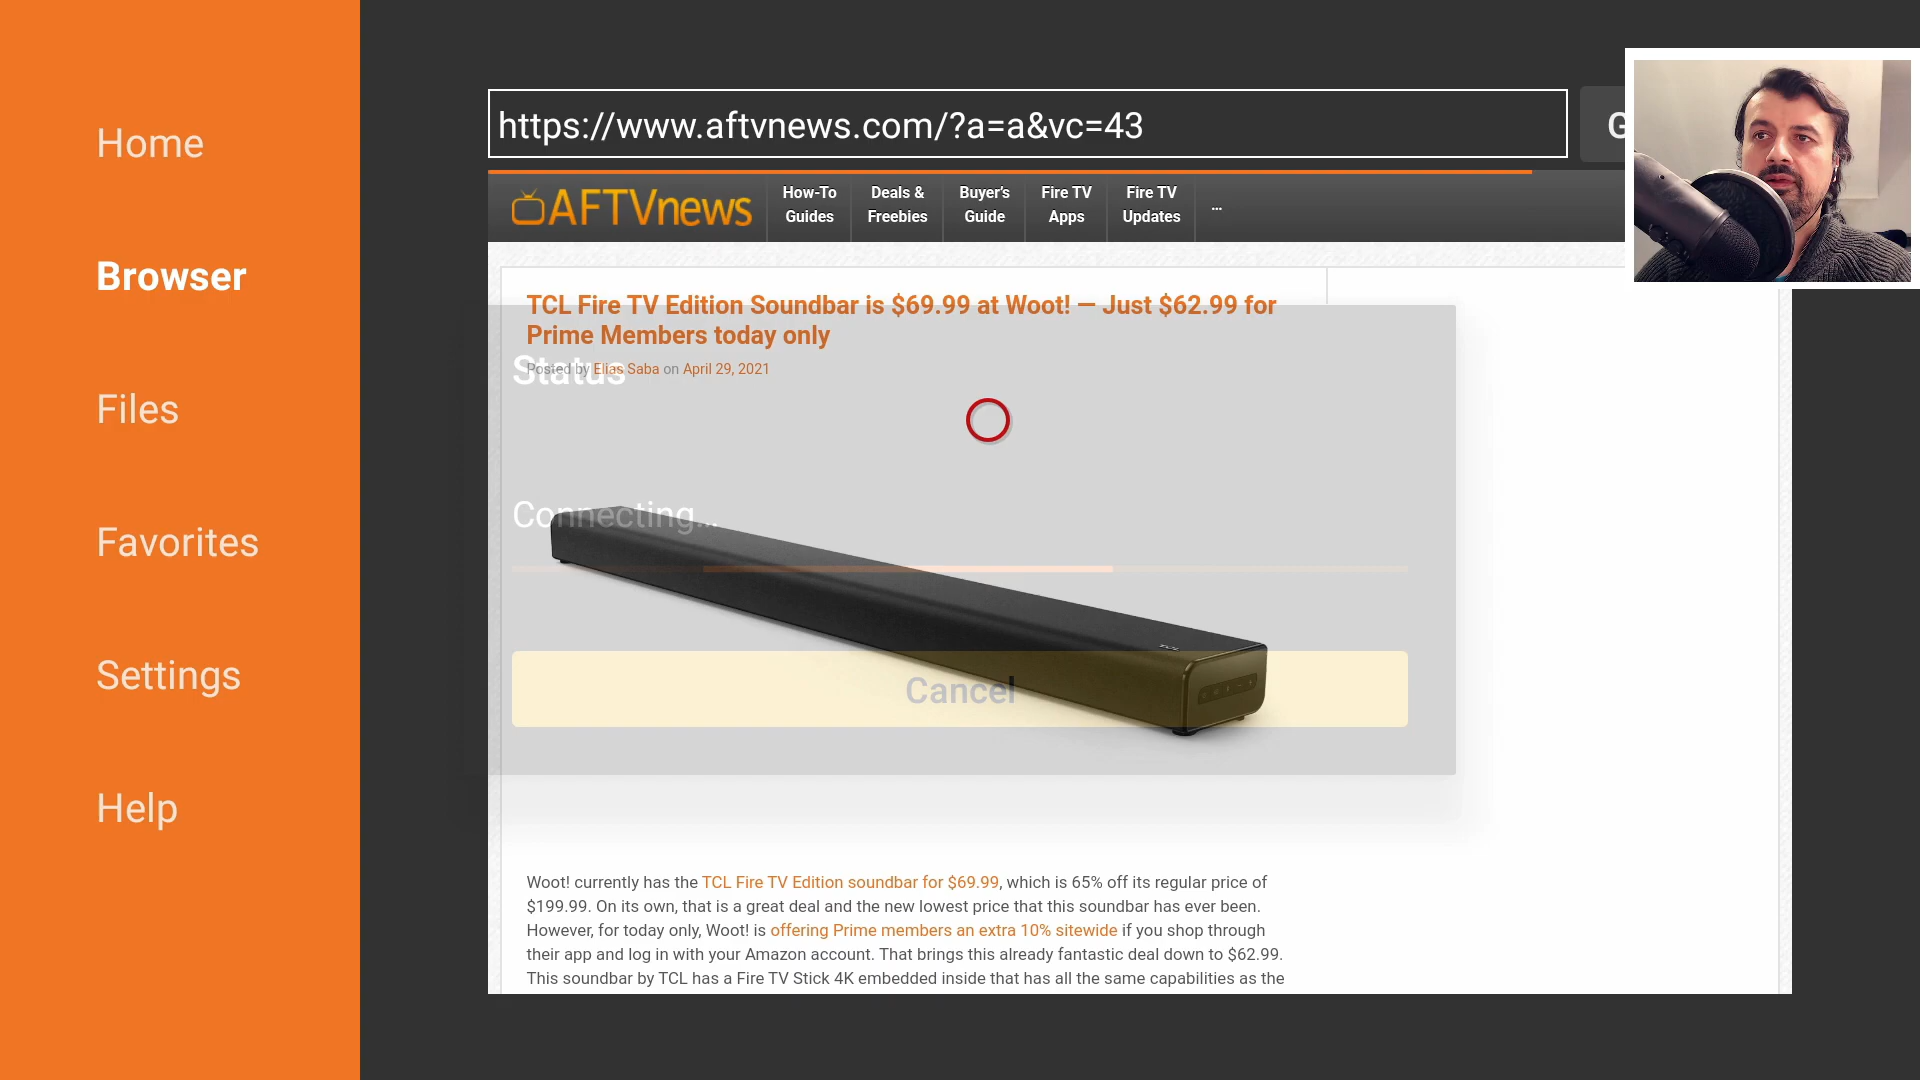 Home
Browser
Files
Favorites
Settings
Help
https://www.aftvnews.com/?a=a&vc=43
G
AFTVnews
How-To
Guides
Deals &
Freebies
Buyer’s
Guide
Fire TV
Apps
Fire TV
Updates
...
TCL Fire TV Edition Soundbar is $69.99 at Woot! — Just $62.99 for
Prime Members today only
Posted by Elias Saba on April 29, 2021
Status
Connecting...
TCL
Cancel
Woot! currently has the TCL Fire TV Edition soundbar for $69.99, which is 65% off its regular price of
$199.99. On its own, that is a great deal and the new lowest price that this soundbar has ever been.
However, for today only, Woot! is offering Prime members an extra 10% sitewide if you shop through
their app and log in with your Amazon account. That brings this already fantastic deal down to $62.99.
This soundbar by TCL has a Fire TV Stick 4K embedded inside that has all the same capabilities as the